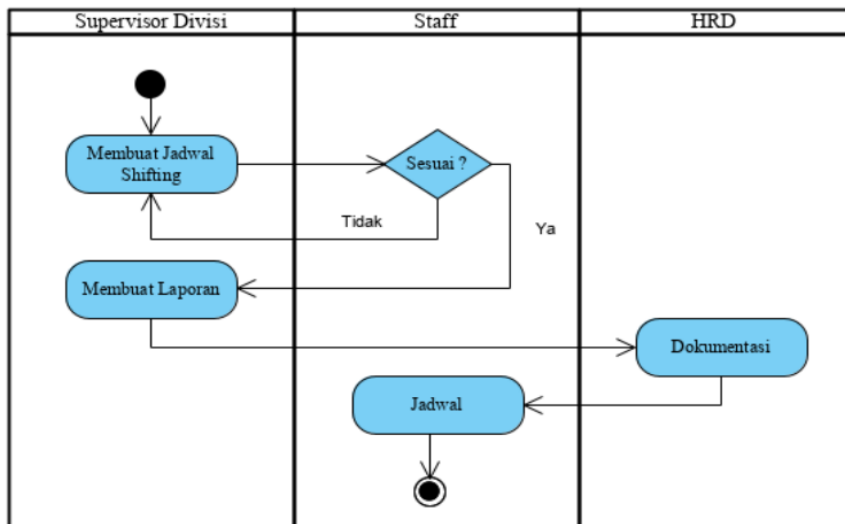 Supervisor Divisi
Staff
HRD
Membuat Jadwal
Shifting
Sesuai ?
Tidak
Ya
Membuat Laporan
Dokumentasi
Jadwal